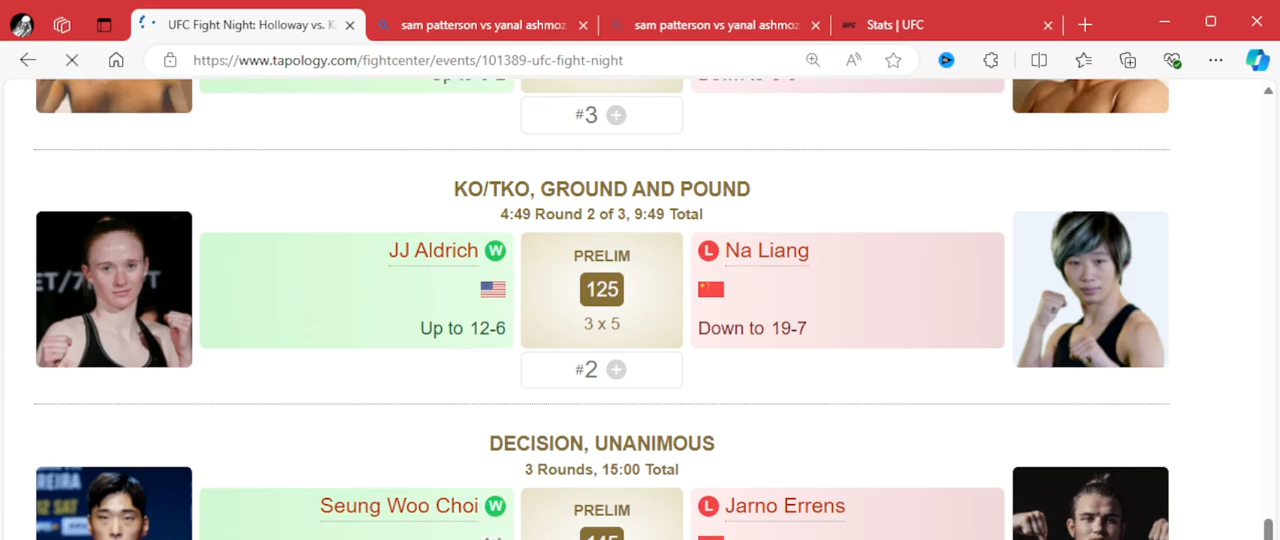 UFC Fight Night: Holloway vs. K
sam patterson vs yanal ashmoz
sam patterson vs yanal ashmoz
UFC
Stats | UFC
https://www.tapology.com/fightcenter/events/101389-ufc-fight-night
#3
KO/TKO, GROUND AND POUND
4:49 Round 2 of 3, 9:49 Total
JJ Aldrich W
PRELIM
L Na Liang
125
Up to 12-6
3 x 5
Down to 19-7
#2
DECISION, UNANIMOUS
3 Rounds, 15:00 Total
Seung Woo Choi W
PRELIM
L Jarno Errens